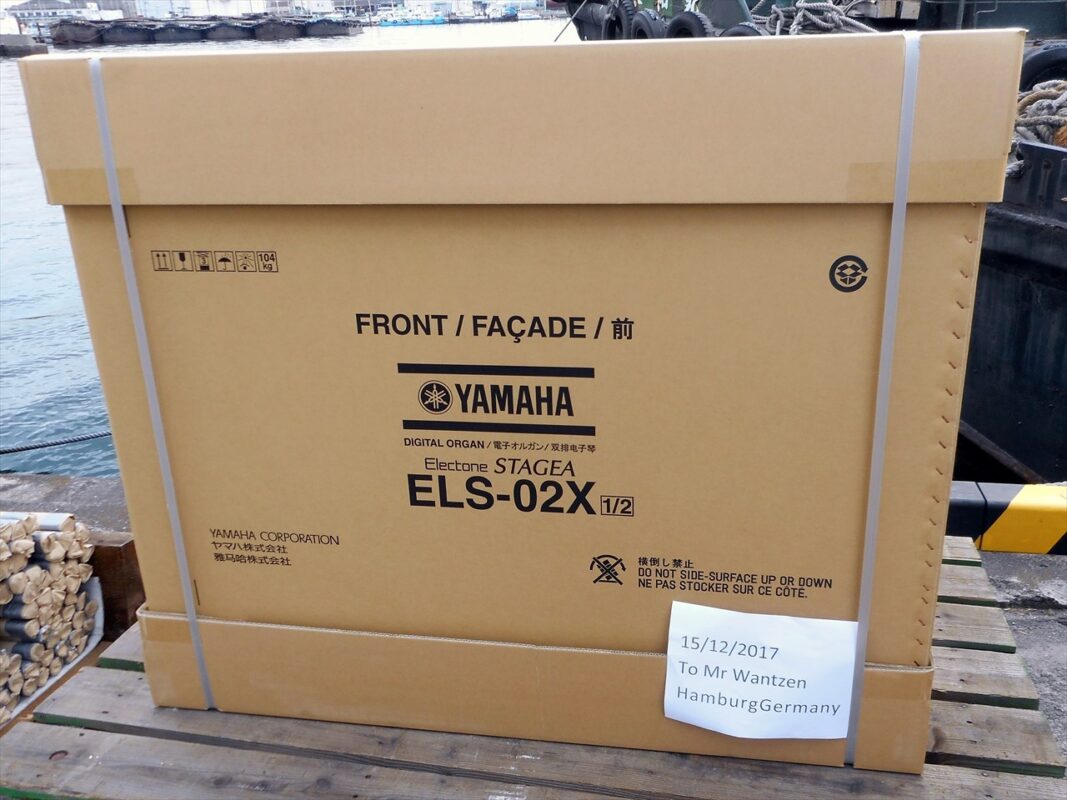 3
104
kg
FRONT / FAÇADE / 前
YAMAHA
DIGITAL ORGAN / 電子オルガン / 双排电子琴
Electone STAGEA
ELS-02X 1/2
YAMAHA CORPORATION
ヤマハ株式会社
雅马哈株式会社
横倒し禁止
DO NOT SIDE-SURFACE UP OR DOWN
NE PAS STOCKER SUR CE CÔTÉ.
15/12/2017
To Mr Wantzen
HamburgGermany